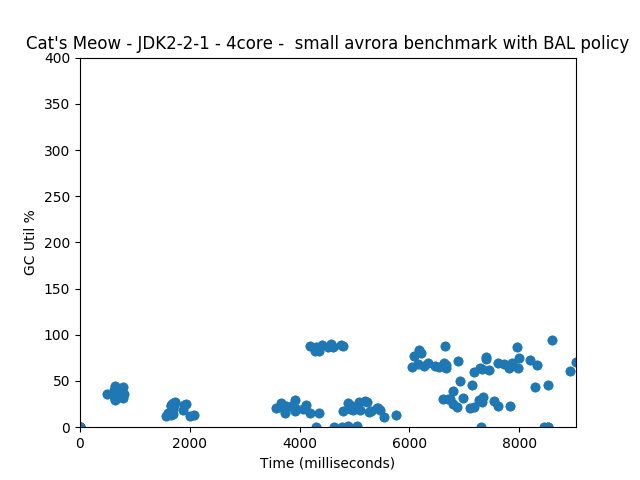 Cat's Meow - JDK2-2-1 - 4core -  small avrora benchmark with BAL policy
400
350
300
250
200
150
100
50
0
GC Util %
0 2000 4000 6000 8000
Time (milliseconds)